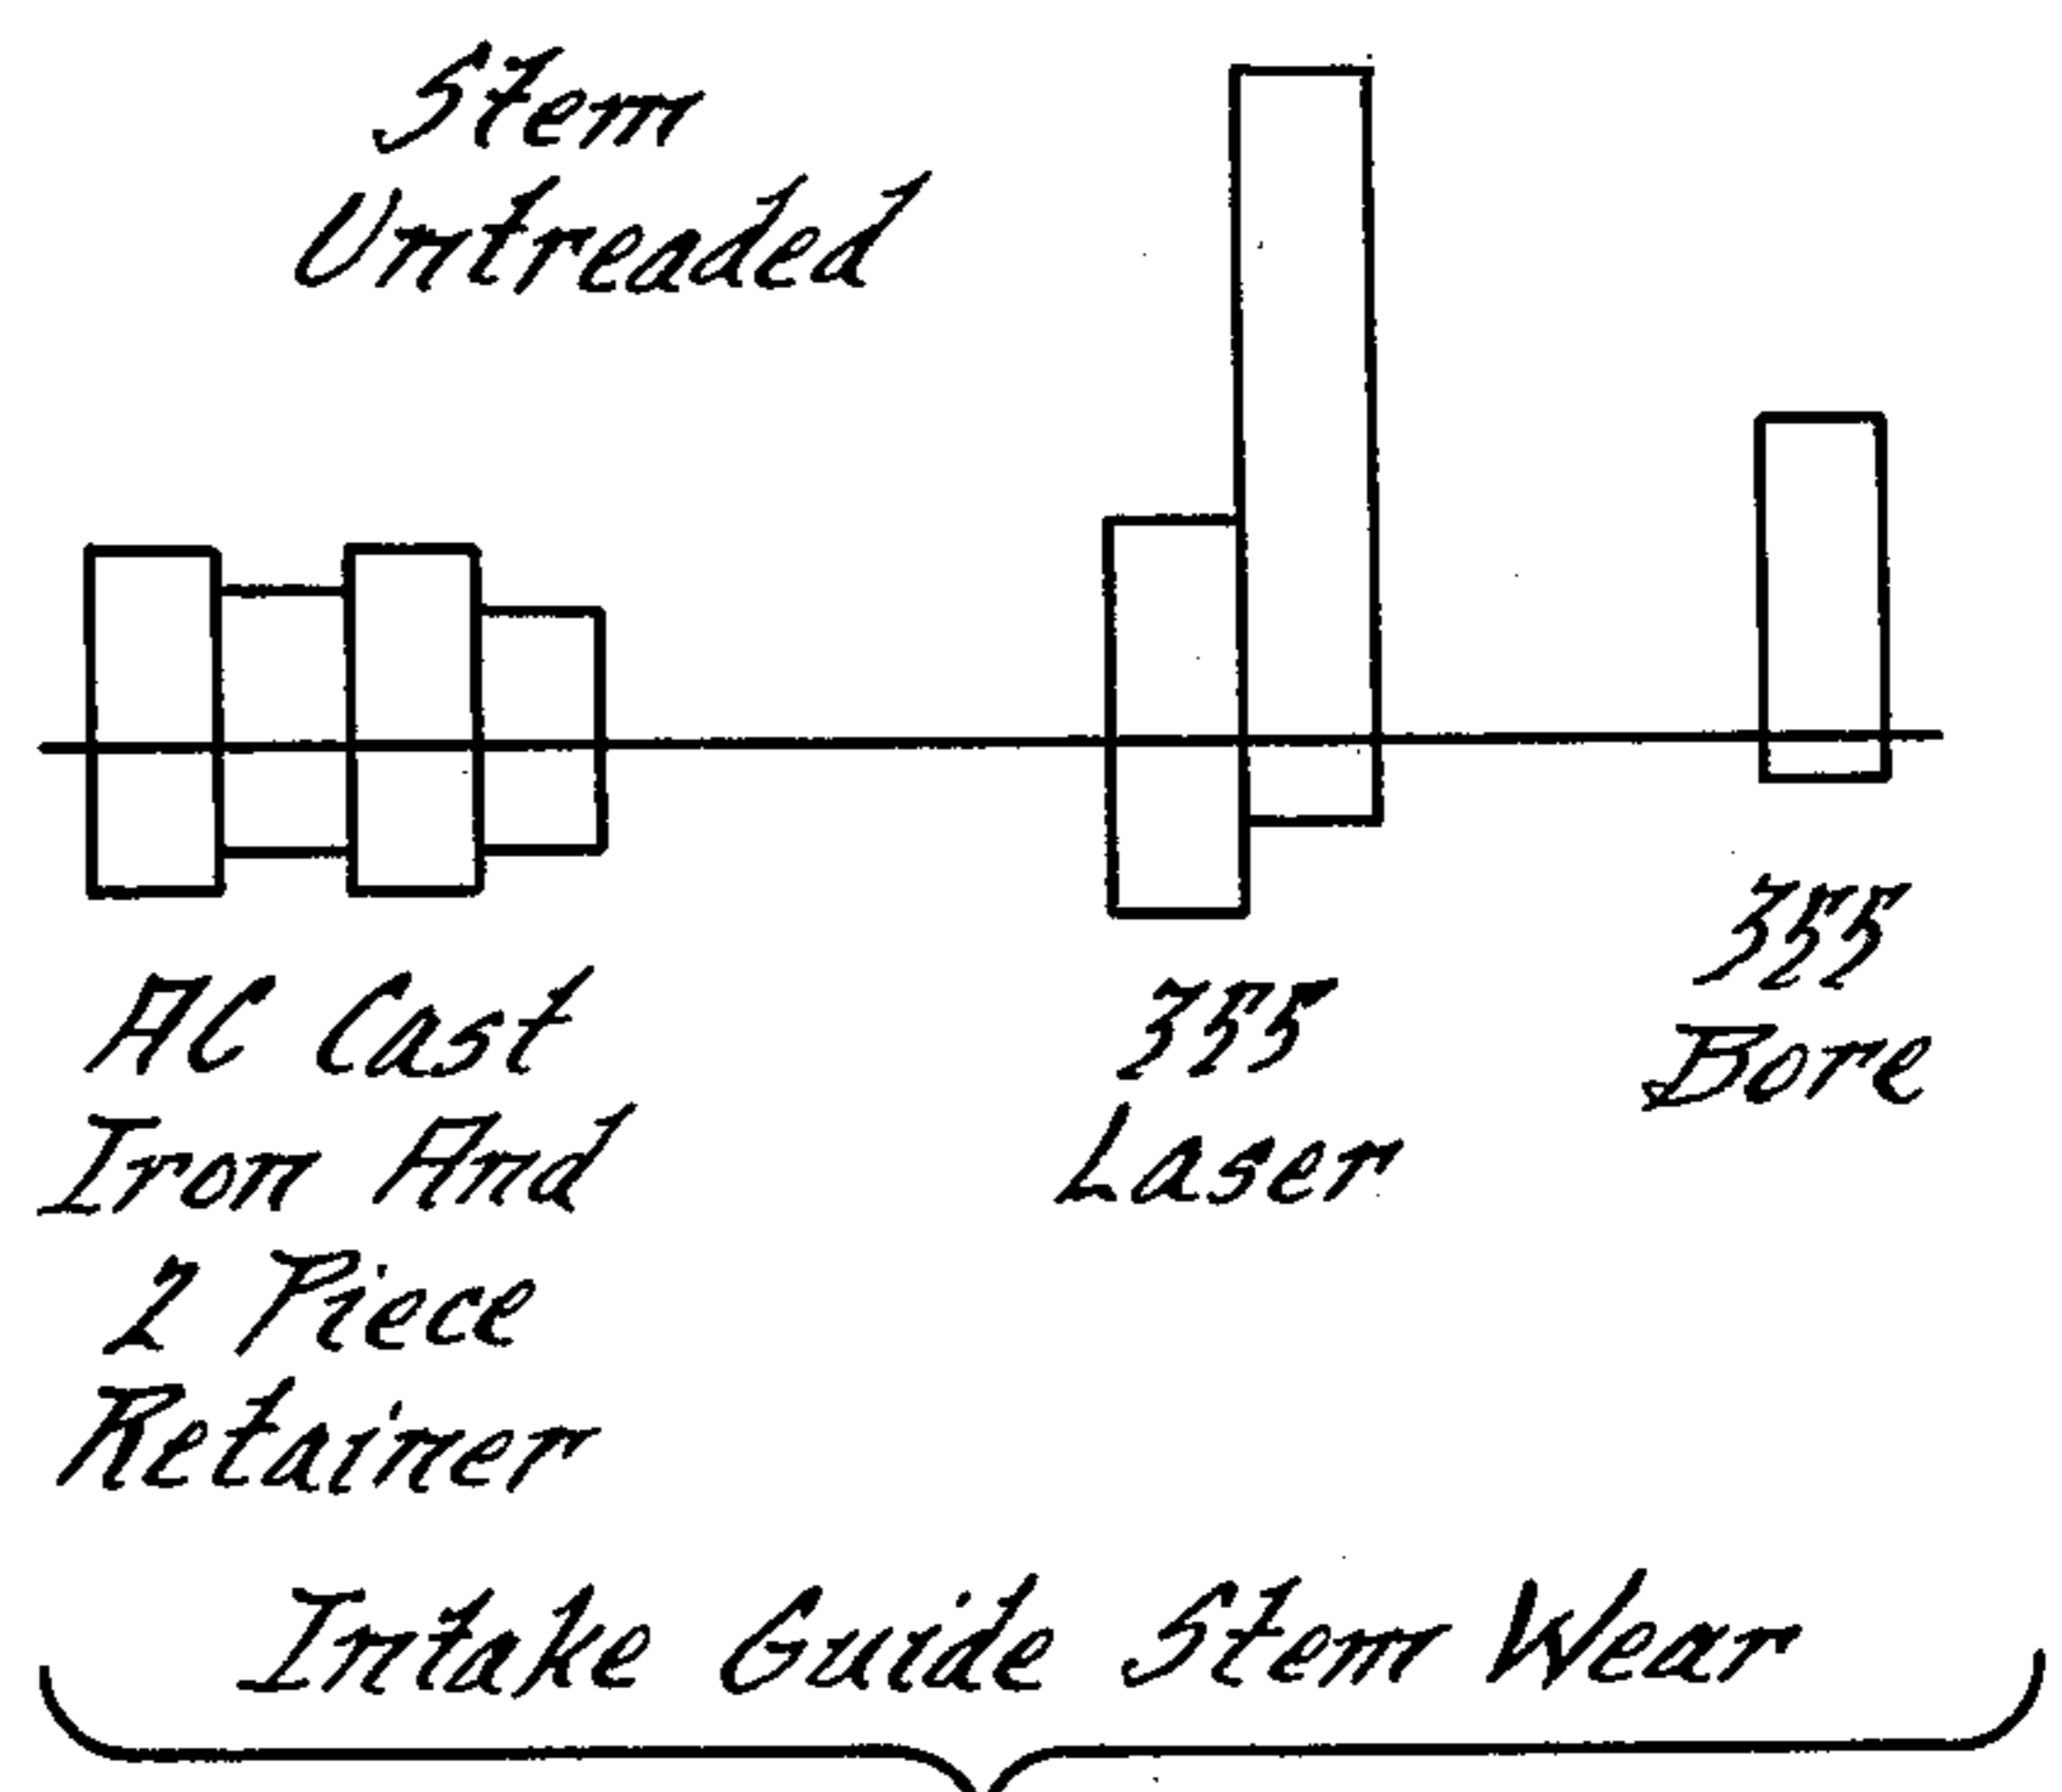 Stem
Untreaded
AC Cast
Iron And
2 Piece
Retainer
355
Laser
355
Bore
Intake Guide Stem Wear